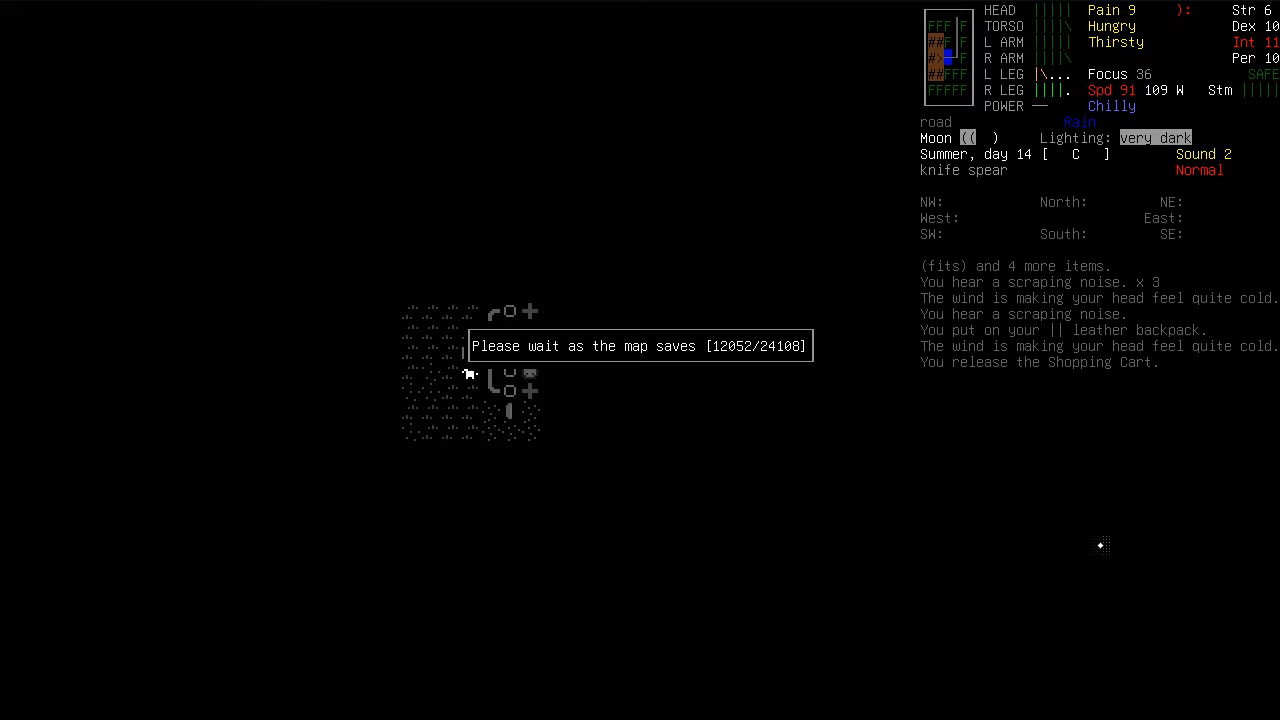 HEAD ||||| Pain 9 ): Str 6
FFF F TORSO ||||\ Hungry Dex 10
##F F L ARM ||||| Thirsty Int 11
#> F R ARM ||||\ Per 10
##FFF L LEG |\... Focus 36 SAFE
FFFFF R LEG ||||. Spd 91 109 W Stm |||||
POWER -- Chilly
road Rain
Moon (( ) Lighting: very dark
Summer, day 14 [ C ] Sound 2
knife spear Normal
NW: North: NE:
West: East:
SW: South: SE:
(fits) and 4 more items.
You hear a scraping noise. x 3
The wind is making your head feel quite cold.
You hear a scraping noise.
You put on your || leather backpack.
The wind is making your head feel quite cold.
You release the Shopping Cart.
Please wait as the map saves [12052/24108]